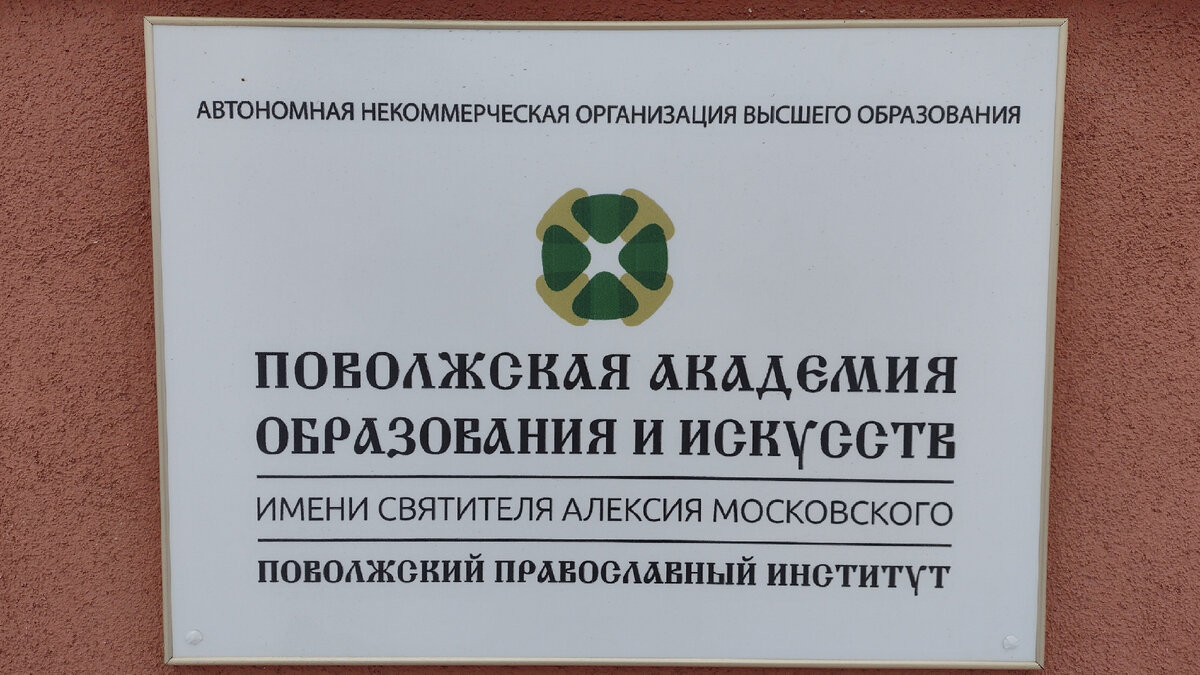 АВТОНОМНАЯ НЕКОММЕРЧЕСКАЯ ОРГАНИЗАЦИЯ ВЫСШЕГО ОБРАЗОВАНИЯ
ПОВОЛЖСКАЯ АКАДЕМИЯ
ОБРАЗОВАНИЯ И ИСКУССТВ
ИМЕНИ СВЯТИТЕЛЯ АЛЕКСИЯ МОСКОВСКОГО
ПОВОЛЖСКИЙ ПРАВОСЛАВНЫЙ ИНСТИТУТ